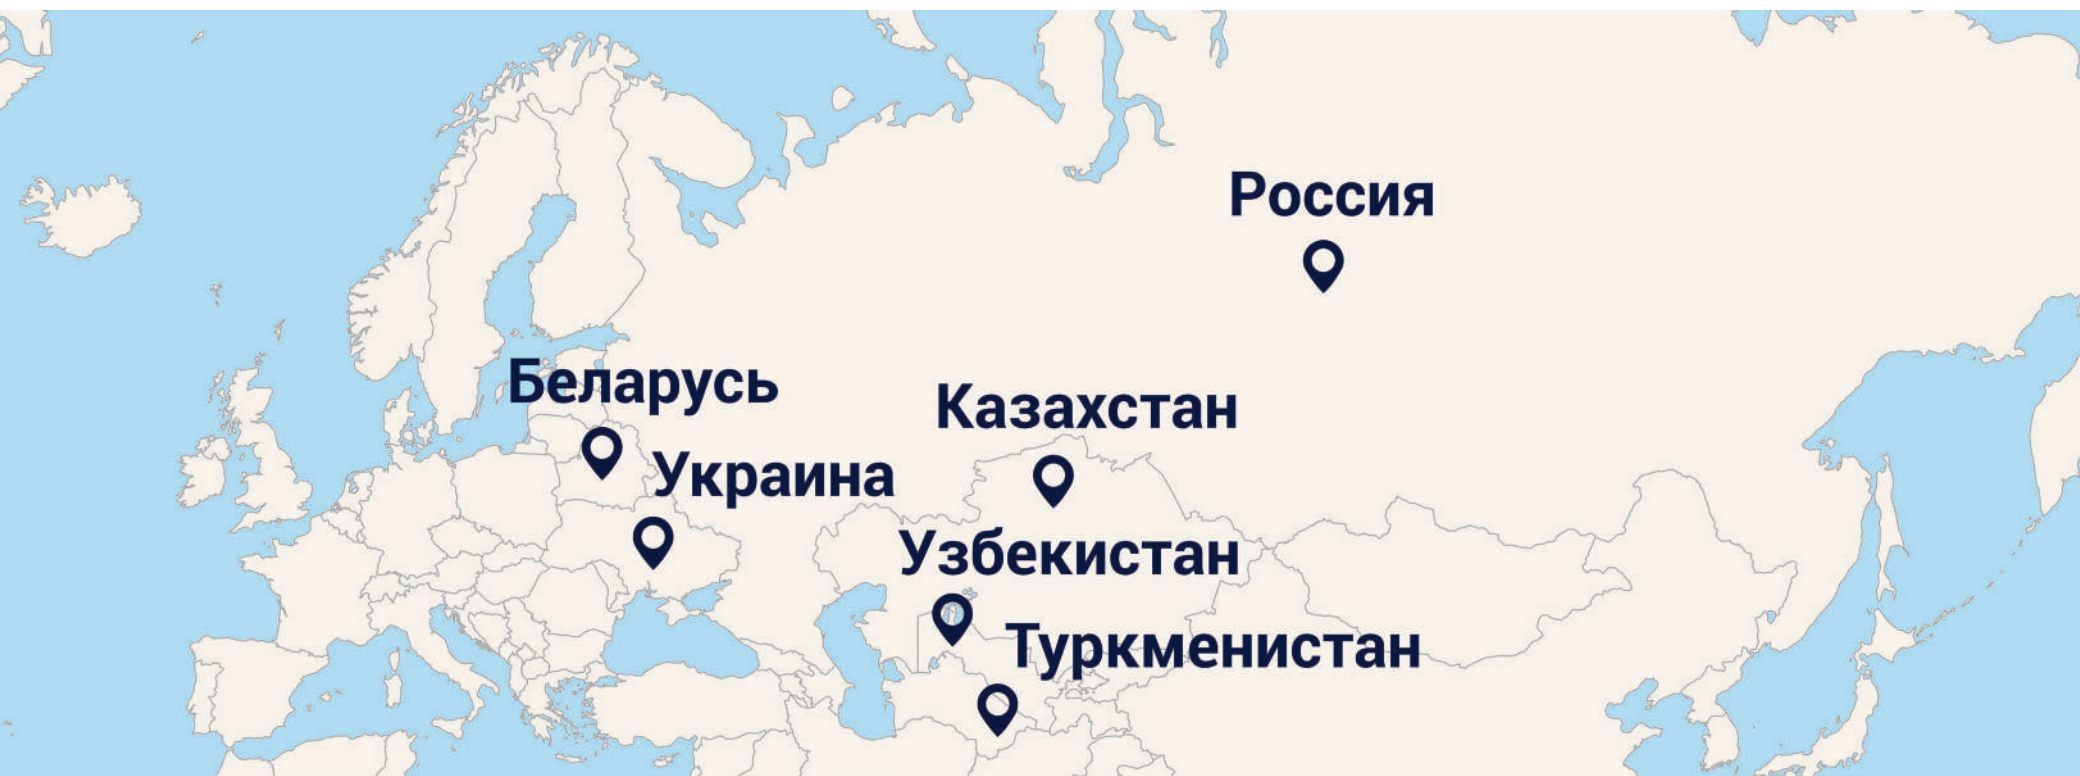 Россия
Беларусь
Казахстан
Украина
Узбекистан
Туркменистан